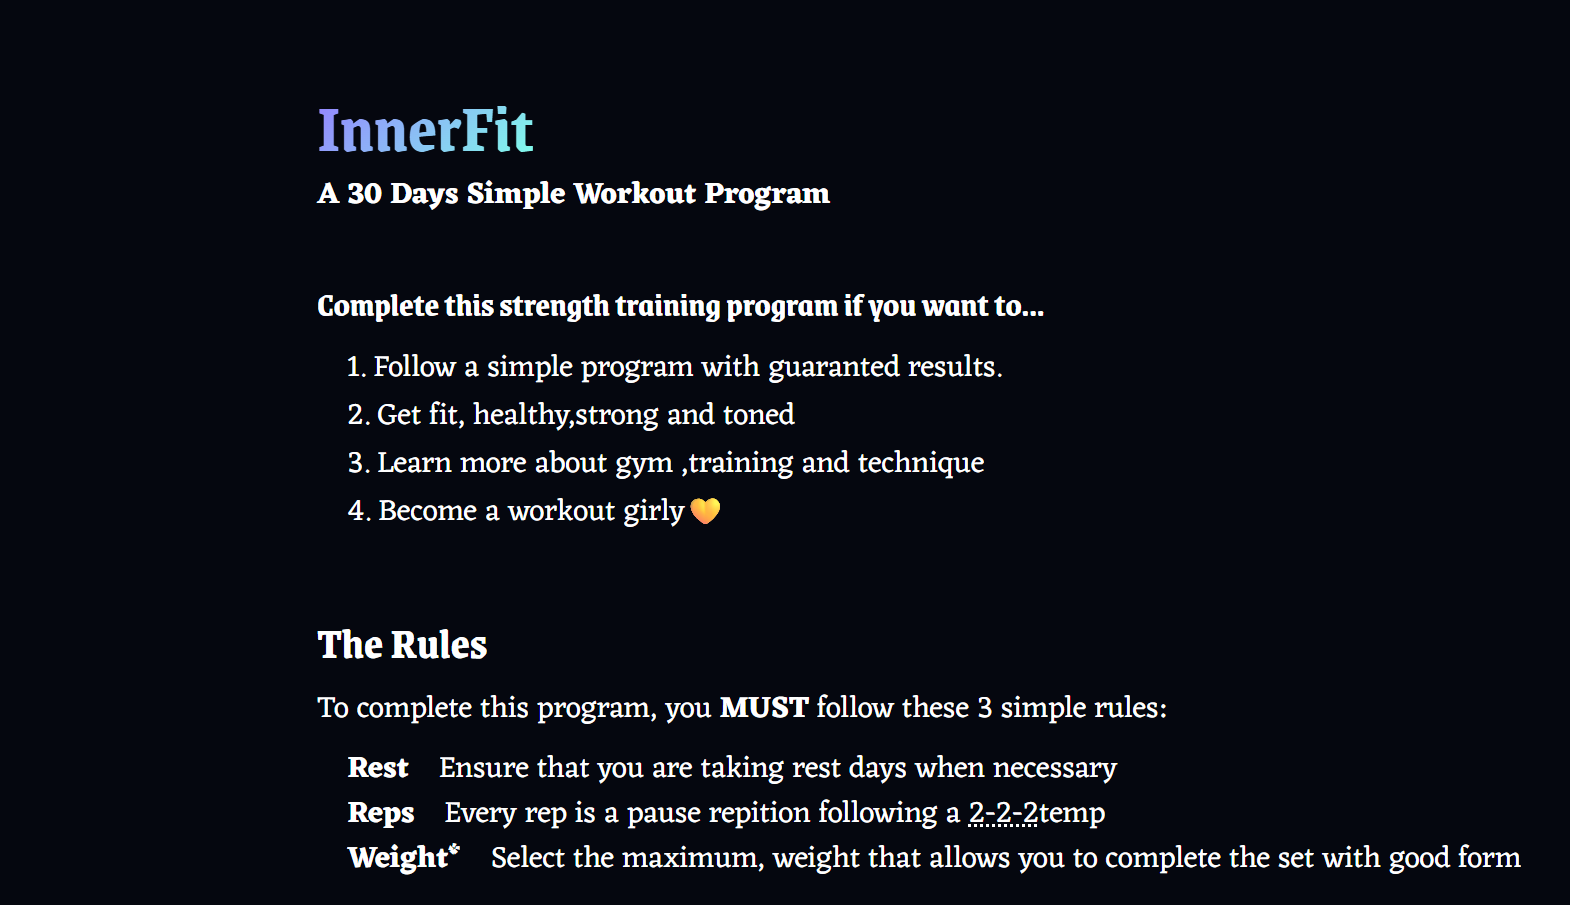 InnerFit
A 30 Days Simple Workout Program
Complete this strength training program if you want to...
1. Follow a simple program with guaranted results.
2. Get fit, healthy,strong and toned
3. Learn more about gym ,training and technique
4. Become a workout girly 💛
The Rules
To complete this program, you MUST follow these 3 simple rules:
Rest Ensure that you are taking rest days when necessary
Reps Every rep is a pause repition following a 2-2-2temp
Weight* Select the maximum, weight that allows you to complete the set with good form